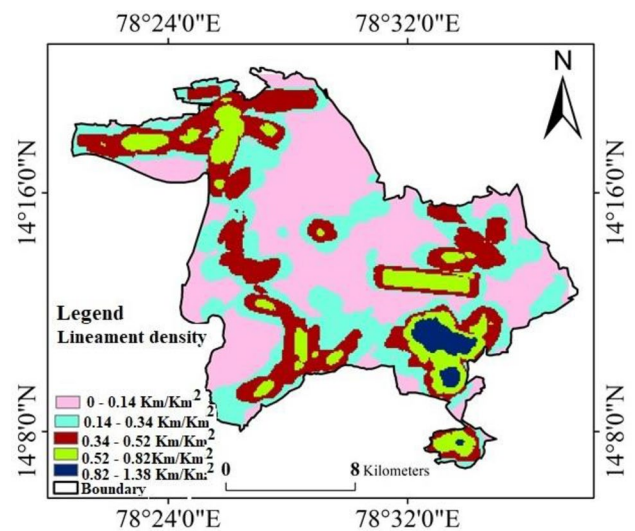 78°24'0"E 78°32'0"E
N
14°16'0"N 14°16'0"N
Legend
Lineament density
0 - 0.14 Km/Km2
0.14 - 0.34 Km/Km2
0.34 - 0.52 Km/Km2
0.52 - 0.82Km/Km2
0.82 - 1.38 Km/Km2
Boundary
0 8 Kilometers
14°8'0"N 14°8'0"N
78°24'0"E 78°32'0"E